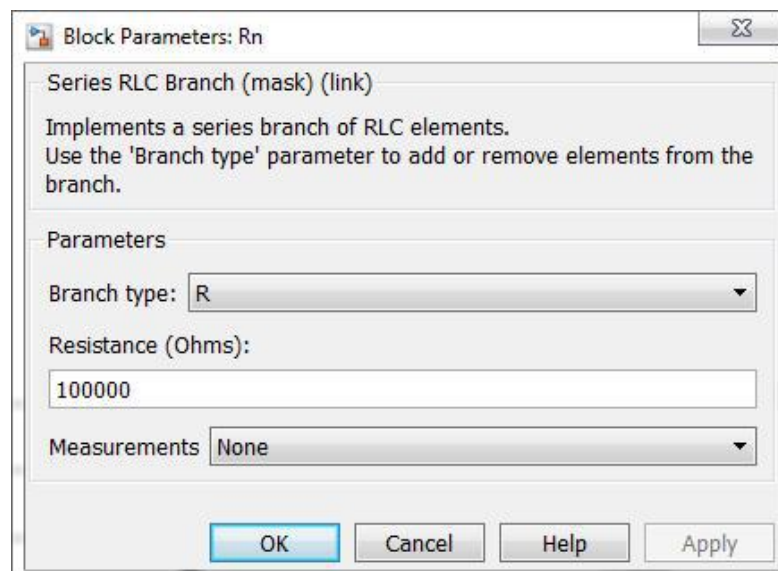 Block Parameters: Rn
Series RLC Branch (mask) (link)
Implements a series branch of RLC elements.
Use the 'Branch type' parameter to add or remove elements from the
branch.
Parameters
Branch type: R
Resistance (Ohms):
100000
Measurements None
OK Cancel Help Apply